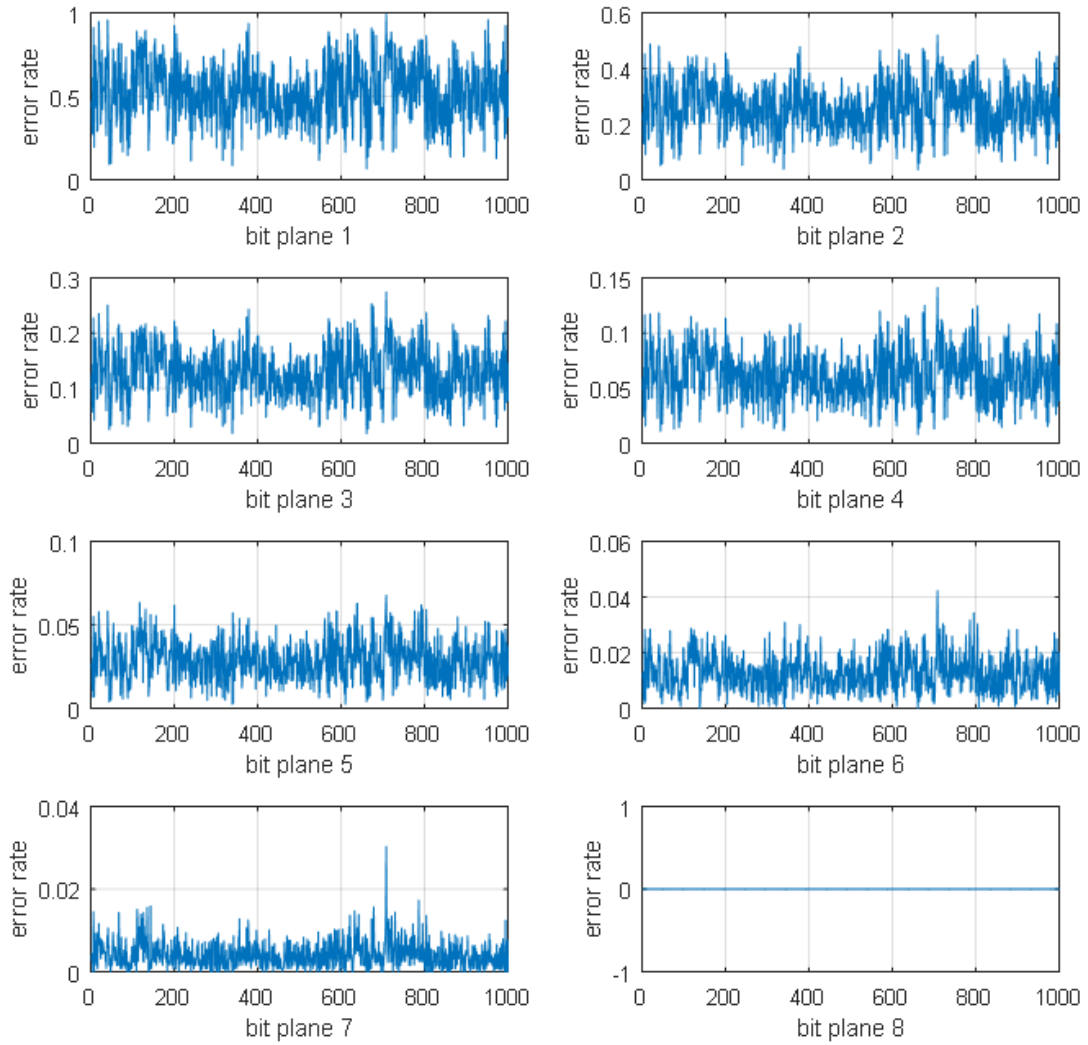 1
0.5
0
error rate
0 200 400 600 800 1000
bit plane 1
0.6
0.4
0.2
0
error rate
0 200 400 600 800 1000
bit plane 2
0.3
0.2
0.1
0
error rate
0 200 400 600 800 1000
bit plane 3
0.15
0.1
0.05
0
error rate
0 200 400 600 800 1000
bit plane 4
0.1
0.05
0
error rate
0 200 400 600 800 1000
bit plane 5
0.06
0.04
0.02
0
error rate
0 200 400 600 800 1000
bit plane 6
0.04
0.02
0
error rate
0 200 400 600 800 1000
bit plane 7
1
0
-1
error rate
0 200 400 600 800 1000
bit plane 8